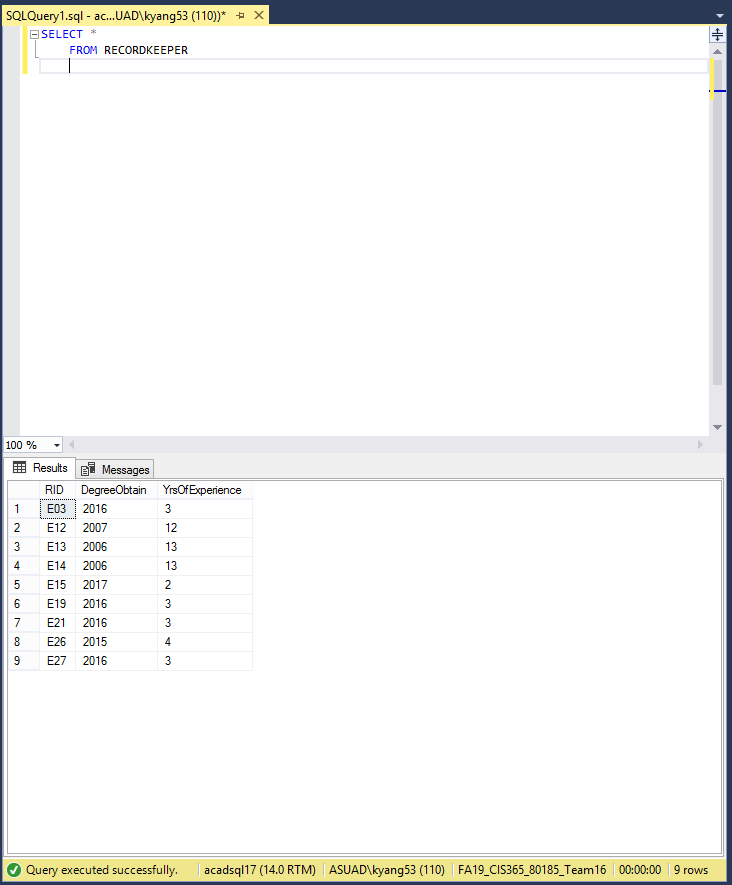 SQLQuery1.sql - ac...UAD\kyang53 (110))*
SELECT *
FROM RECORDKEEPER
100 %
Results Messages
RID DegreeObtain YrsOfExperience
1 E03 2016 3
2 E12 2007 12
3 E13 2006 13
4 E14 2006 13
5 E15 2017 2
6 E19 2016 3
7 E21 2016 3
8 E26 2015 4
9 E27 2016 3
Query executed successfully. acadsql17 (14.0 RTM) ASUAD\kyang53 (110) FA19_CIS365_80185_Team16 00:00:00 9 rows